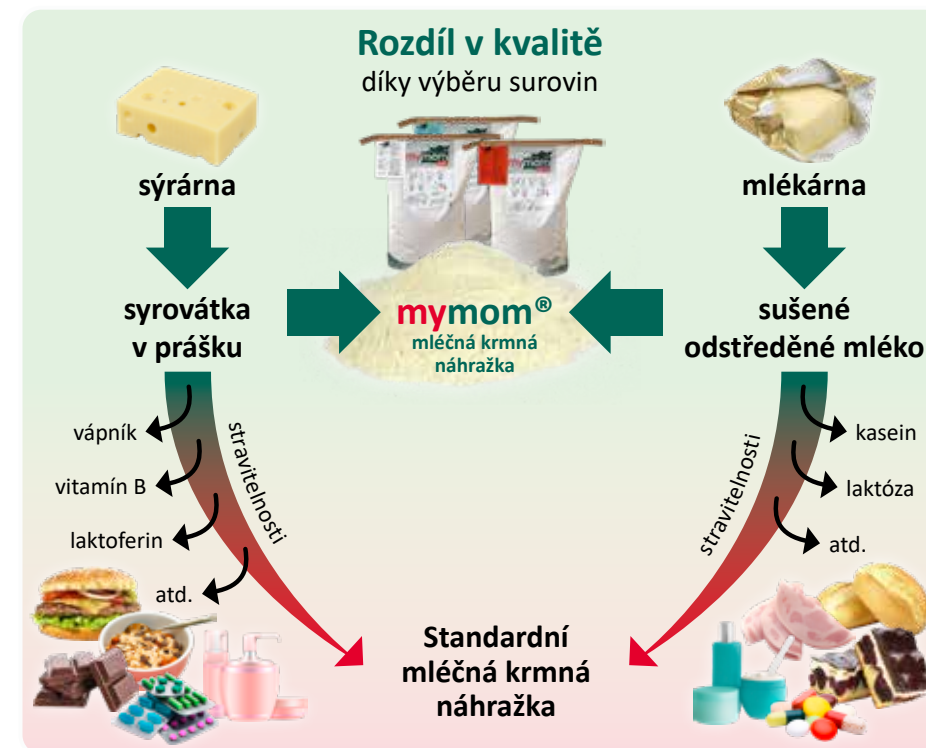 Rozdíl v kvalitě
díky výběru surovin
sýrárna
mlékárna
syrovátka
v prášku
mymom®
mléčná krmná
náhražka
sušené
odstředěné mléko
vápník
vitamín B
laktoferin
atd.
stravitelnosti
stravitelnosti
kasein
laktóza
atd.
Standardní
mléčná krmná
náhražka